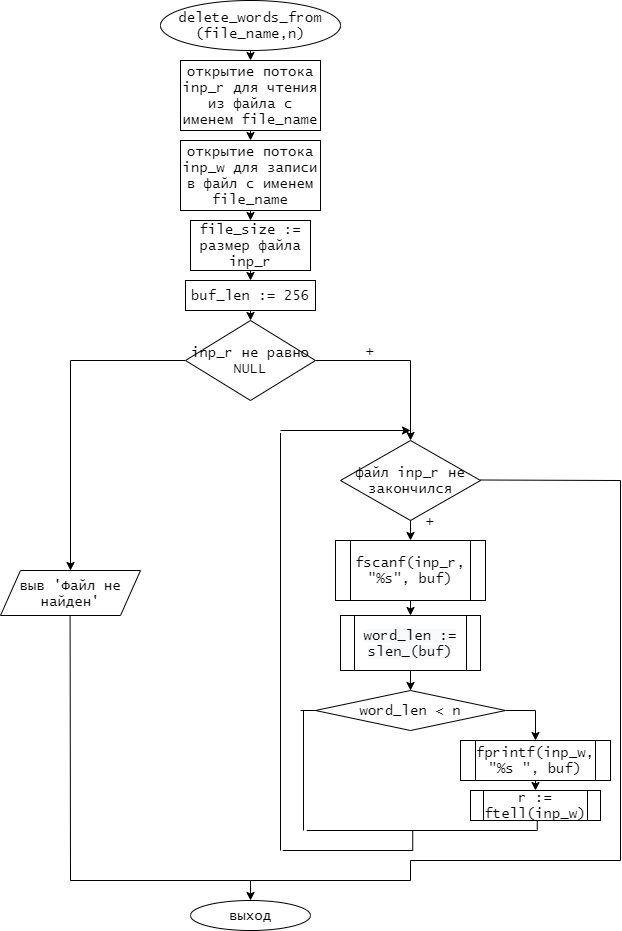 delete_words_from
(file_name,n)
открытие потока
inp_r для чтения
из файла с
именем file_name
открытие потока
inp_w для записи
в файл с именем
file_name
file_size :=
размер файла
inp_r
buf_len := 256
inp_r не равно
NULL
+
файл inp_r не
закончился
+
fscanf(inp_r,
"%s", buf)
выв 'Файл не
найден'
word_len :=
slen_(buf)
word_len < n
fprintf(inp_w,
"%s ", buf)
r :=
ftell(inp_w)
выход